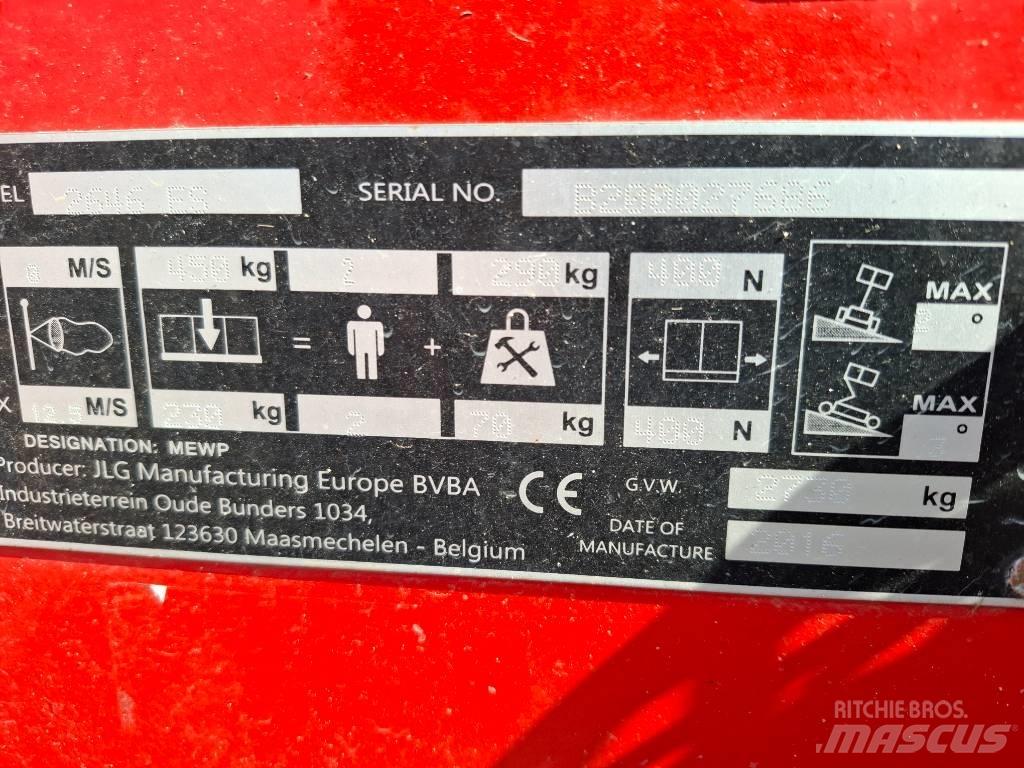 EL 2646 ES SERIAL NO. B200027686
0 M/S 450 kg 2 290 kg 400 N MAX °
= +
X 12.5 M/S 230 kg 2 70 kg 400 N MAX °
DESIGNATION: MEWP
Producer: JLG Manufacturing Europe BVBA
Industrieterrein Oude Bunders 1034,
Breitwaterstraat 123630 Maasmechelen - Belgium
CE
G.V.W. kg
DATE OF
MANUFACTURE 2016
RITCHIE BROS.
MASCUS